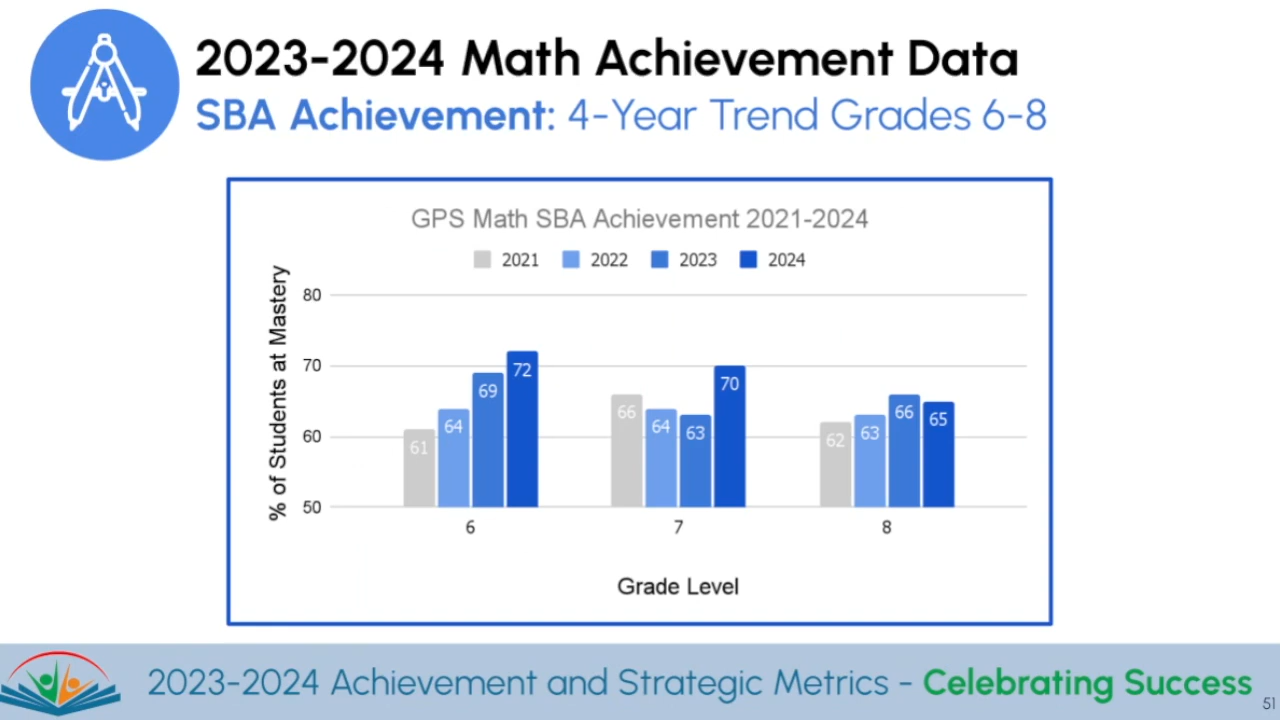 2023-2024 Math Achievement Data
SBA Achievement: 4-Year Trend Grades 6-8
GPS Math SBA Achievement 2021-2024
2021 2022 2023 2024
% of Students at Mastery
80
70
60
50
61 64 69 72
66 64 63 70
62 63 66 65
6 7 8
Grade Level
2023-2024 Achievement and Strategic Metrics - Celebrating Success
51